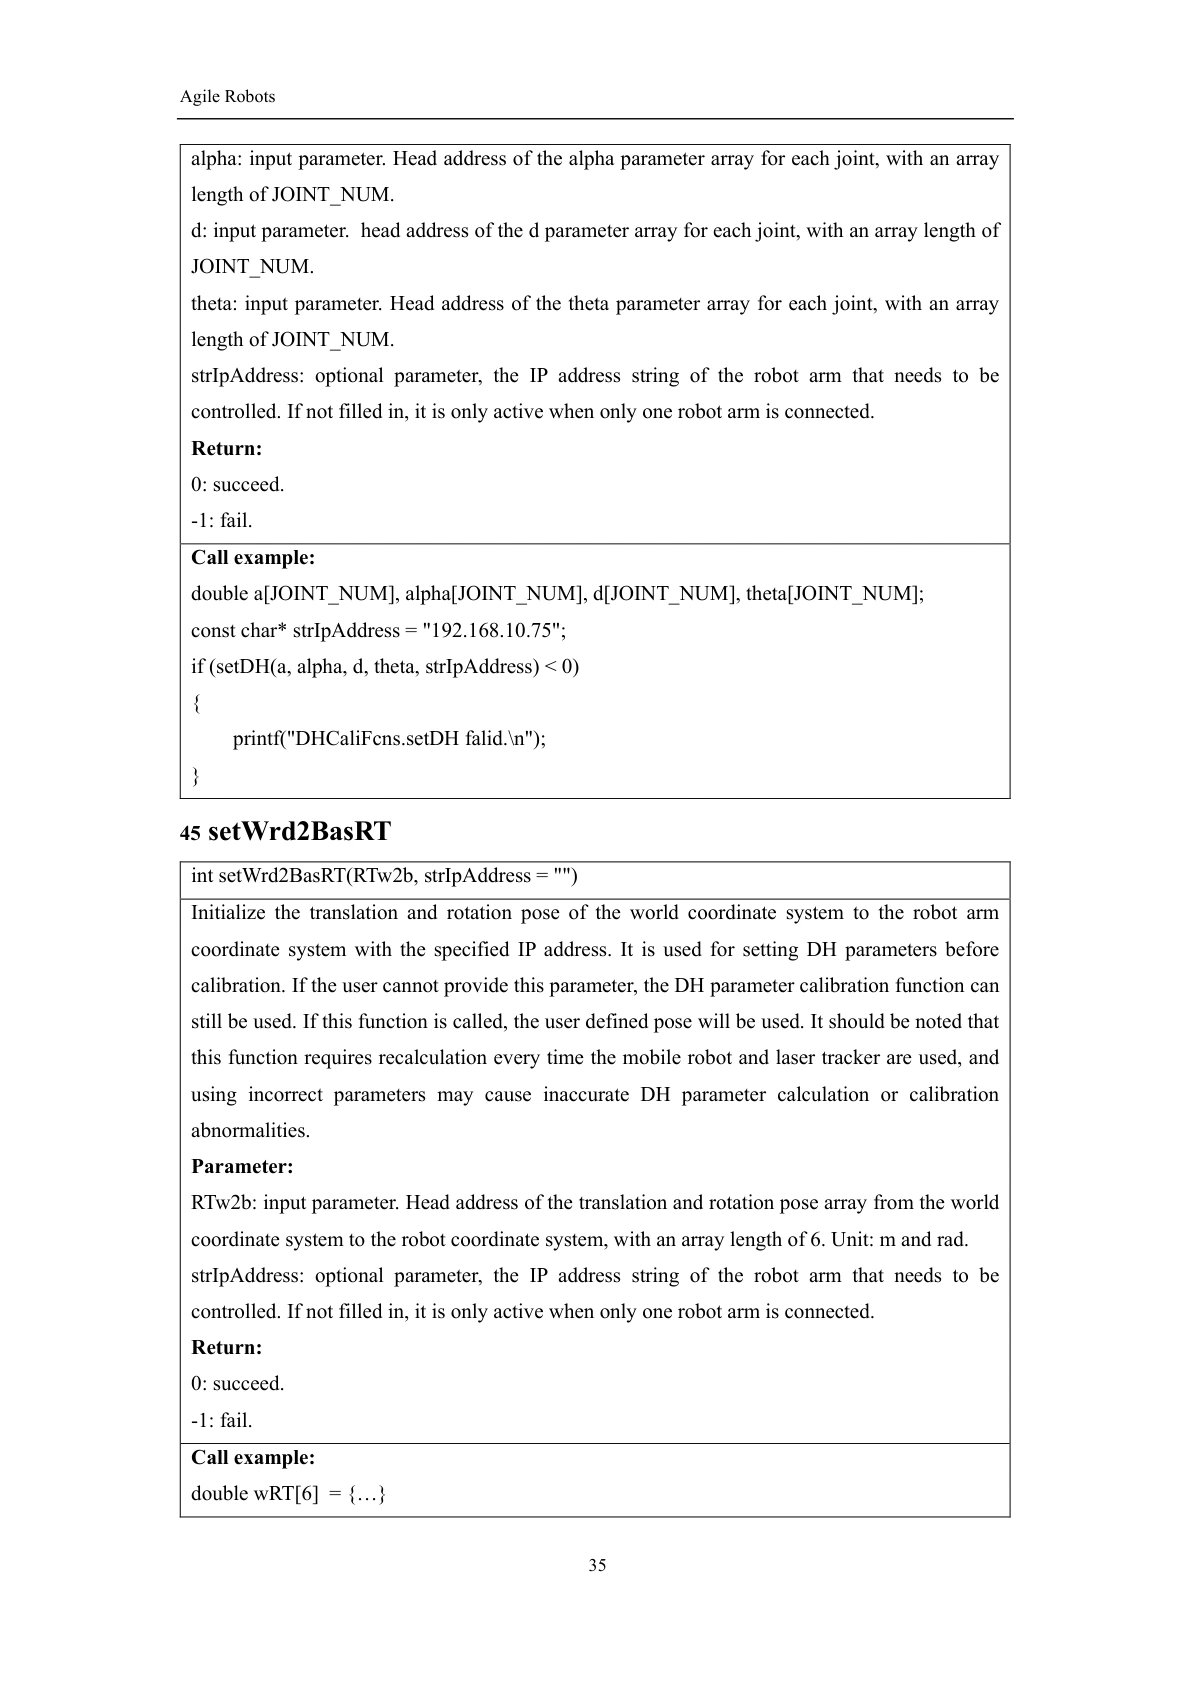 Agile Robots
alpha: input parameter. Head address of the alpha parameter array for each joint, with an array
length of JOINT_NUM.
d: input parameter.  head address of the d parameter array for each joint, with an array length of
JOINT_NUM.
theta: input parameter. Head address of the theta parameter array for each joint, with an array
length of JOINT_NUM.
strIpAddress: optional parameter, the IP address string of the robot arm that needs to be
controlled. If not filled in, it is only active when only one robot arm is connected.
Return:
0: succeed.
-1: fail.
Call example:
double a[JOINT_NUM], alpha[JOINT_NUM], d[JOINT_NUM], theta[JOINT_NUM];
const char* strIpAddress = "192.168.10.75";
if (setDH(a, alpha, d, theta, strIpAddress) < 0)
{
printf("DHCaliFcns.setDH falid.\n");
}
45 setWrd2BasRT
int setWrd2BasRT(RTw2b, strIpAddress = "")
Initialize the translation and rotation pose of the world coordinate system to the robot arm
coordinate system with the specified IP address. It is used for setting DH parameters before
calibration. If the user cannot provide this parameter, the DH parameter calibration function can
still be used. If this function is called, the user defined pose will be used. It should be noted that
this function requires recalculation every time the mobile robot and laser tracker are used, and
using incorrect parameters may cause inaccurate DH parameter calculation or calibration
abnormalities.
Parameter:
RTw2b: input parameter. Head address of the translation and rotation pose array from the world
coordinate system to the robot coordinate system, with an array length of 6. Unit: m and rad.
strIpAddress: optional parameter, the IP address string of the robot arm that needs to be
controlled. If not filled in, it is only active when only one robot arm is connected.
Return:
0: succeed.
-1: fail.
Call example:
double wRT[6]  = {…}
35